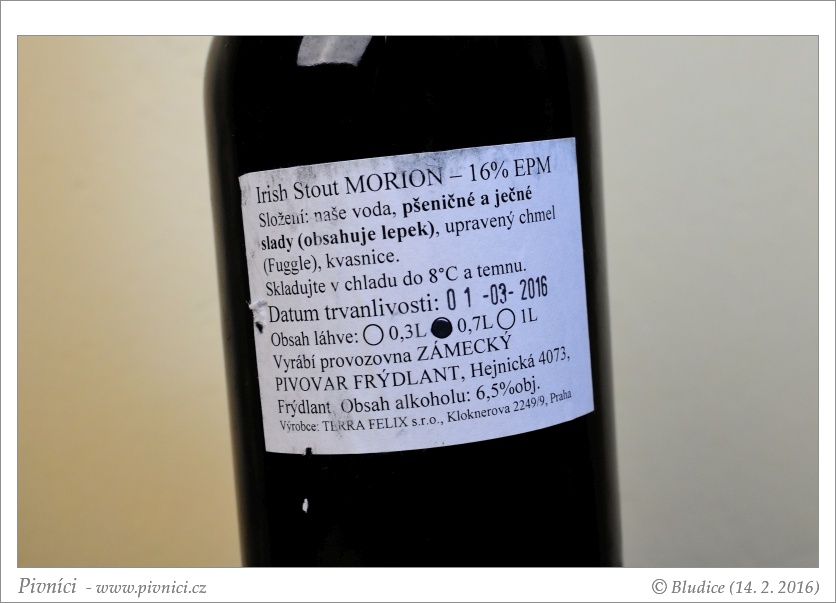 Irish Stout MORION – 16% EPM
Složení: naše voda, pšeničné a ječné
slady (obsahuje lepek), upravený chmel
(Fuggle), kvasnice.
Skladujte v chladu do 8°C a temnu.
Datum trvanlivosti: 01-03-2016
Obsah láhve: ◯ 0,3L ⬤ 0,7L ◯ 1L
Vyrábí provozovna ZÁMECKÝ
PIVOVAR FRÝDLANT, Hejnická 4073,
Frýdlant Obsah alkoholu: 6,5%obj.
Výrobce: TERRA FELIX s.r.o., Kloknerova 2249/9, Praha
Pivníci - www.pivnici.cz
© Bludice (14. 2. 2016)